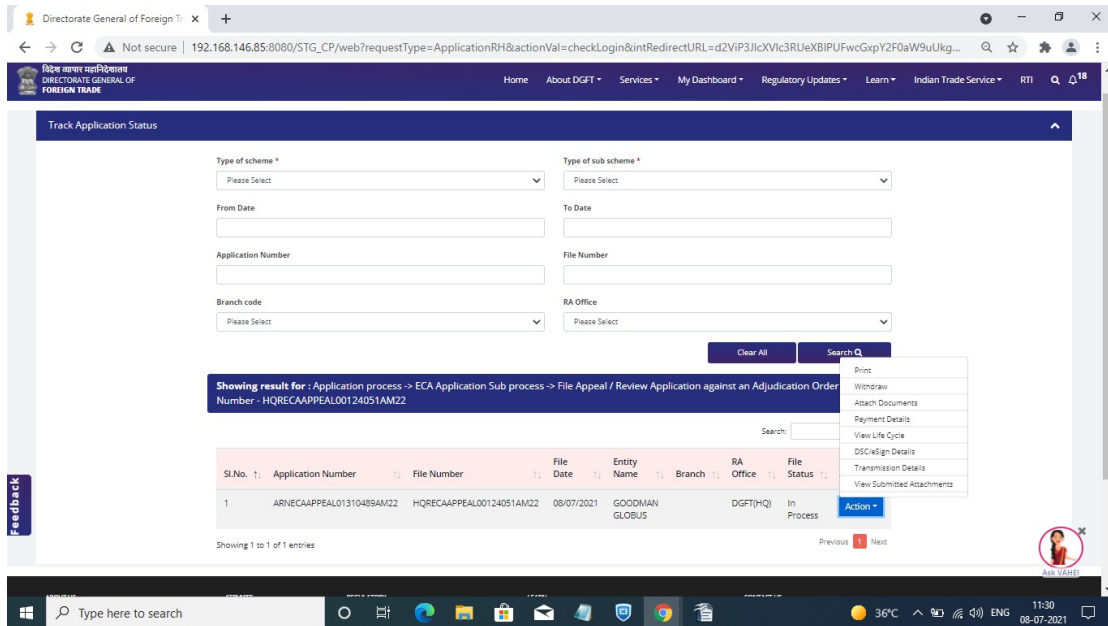 Directorate General of Foreign Tr
Not secure | 192.168.146.85:8080/STG_CP/web?requestType=ApplicationRH&actionVal=checkLogin&intRedirectURL=d2ViP3JlcXVlc3RUeXBlPUFwcGxpY2F0aW9uUkg...
विदेश व्यापार महानिदेशालय
DIRECTORATE GENERAL OF
FOREIGN TRADE
Home About DGFT Services My Dashboard Regulatory Updates Learn Indian Trade Service RTI 18
Track Application Status
Type of scheme * Type of sub scheme *
Please Select Please Select
From Date To Date
Application Number File Number
Branch code RA Office
Please Select Please Select
Clear All Search
Print
Withdraw
Attach Documents
Payment Details
View Life Cycle
DSC/eSign Details
Transmission Details
View Submitted Attachments
Showing result for : Application process -> ECA Application Sub process -> File Appeal / Review Application against an Adjudication Order
Number - HQRECAAPPEAL00124051AM22
Search:
Sl.No. Application Number File Number File Date Entity Name Branch RA Office File Status
1 ARNECAAPPEAL01310489AM22 HQRECAAPPEAL00124051AM22 08/07/2021 GOODMAN GLOBUS DGFT(HQ) In Process Action
Showing 1 to 1 of 1 entries Previous 1 Next
Feedback
Ask VAHEI
Type here to search 36°C ENG 11:30
08-07-2021